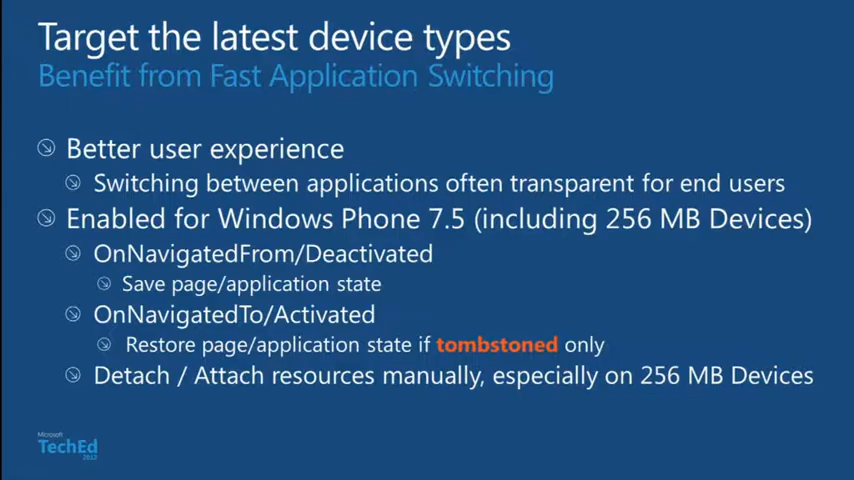 Target the latest device types
Benefit from Fast Application Switching
Better user experience
Switching between applications often transparent for end users
Enabled for Windows Phone 7.5 (including 256 MB Devices)
OnNavigatedFrom/Deactivated
Save page/application state
OnNavigatedTo/Activated
Restore page/application state if tombstoned only
Detach / Attach resources manually, especially on 256 MB Devices
Microsoft
TechEd
2012